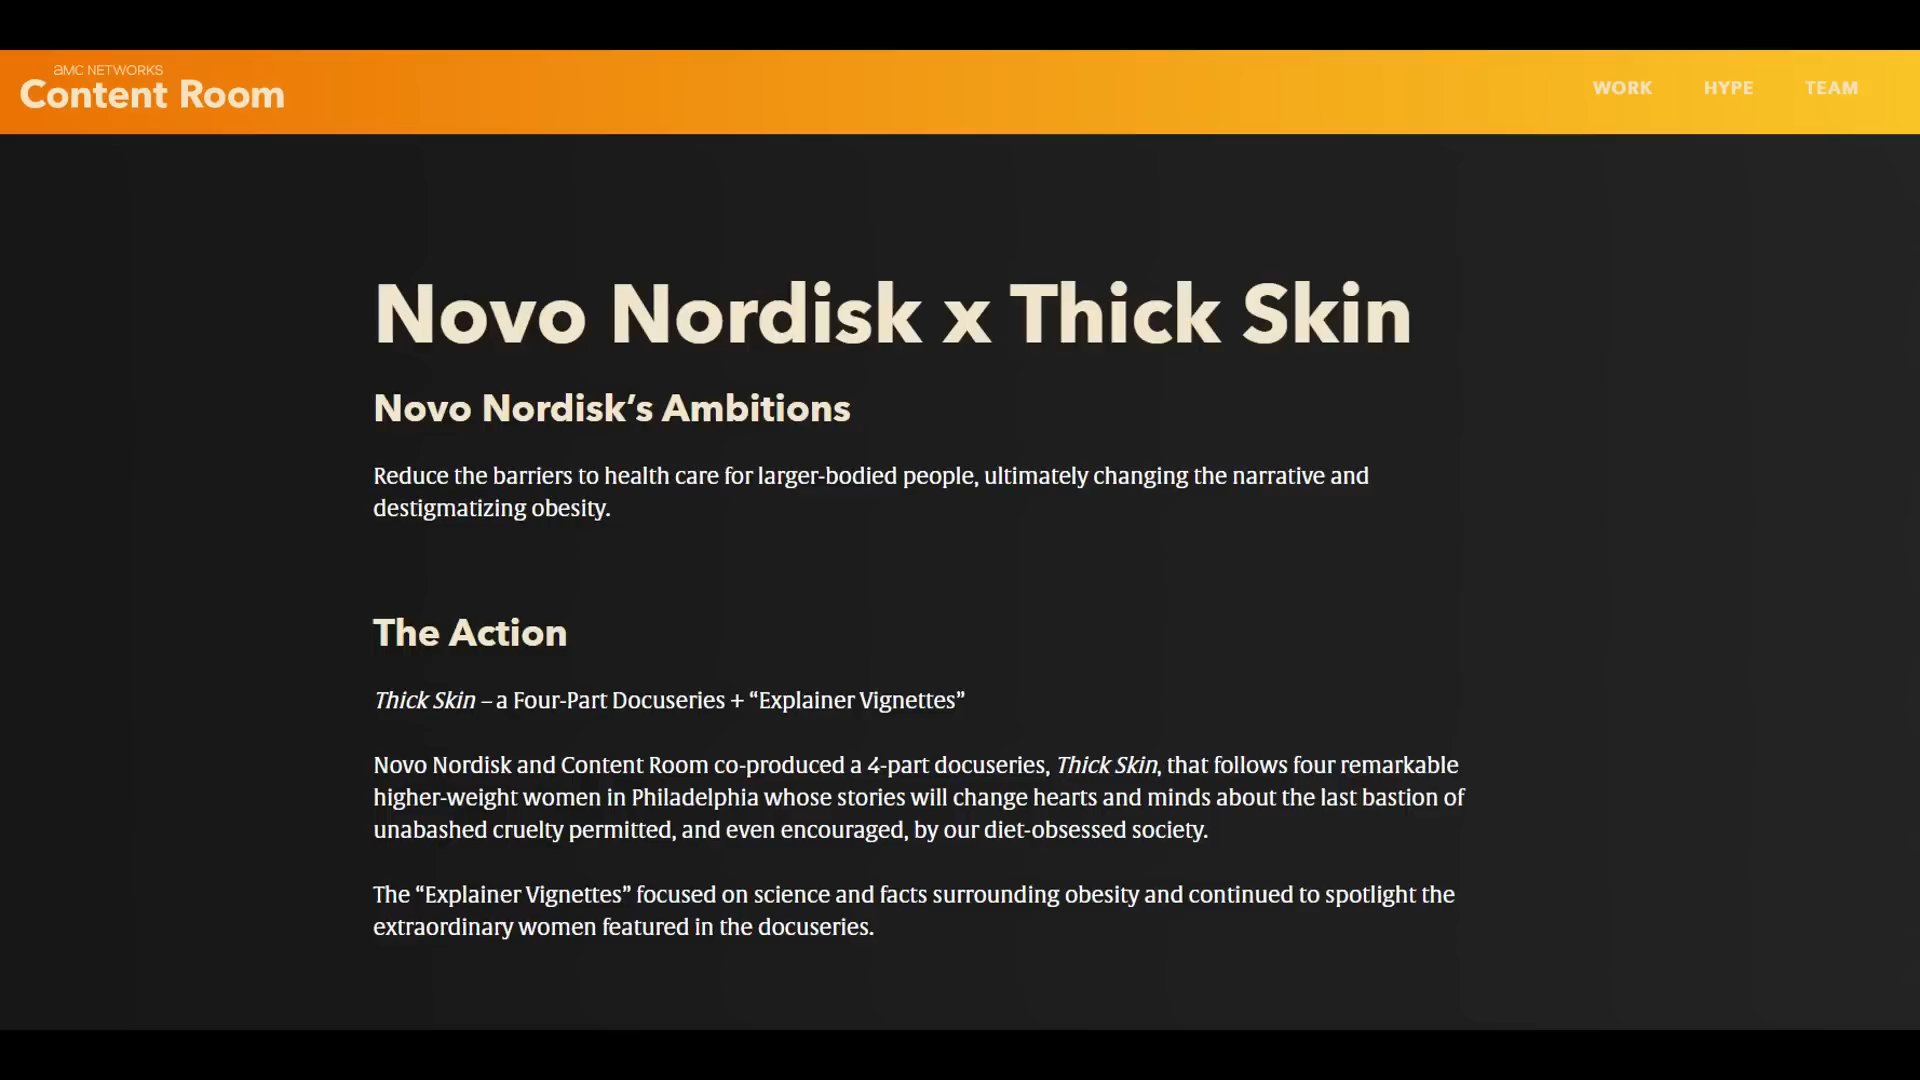 aMC NETWORKS
Content Room
WORK HYPE TEAM
Novo Nordisk x Thick Skin
Novo Nordisk’s Ambitions
Reduce the barriers to health care for larger-bodied people, ultimately changing the narrative and
destigmatizing obesity.
The Action
Thick Skin – a Four-Part Docuseries + “Explainer Vignettes”
Novo Nordisk and Content Room co-produced a 4-part docuseries, Thick Skin, that follows four remarkable
higher-weight women in Philadelphia whose stories will change hearts and minds about the last bastion of
unabashed cruelty permitted, and even encouraged, by our diet-obsessed society.
The “Explainer Vignettes” focused on science and facts surrounding obesity and continued to spotlight the
extraordinary women featured in the docuseries.